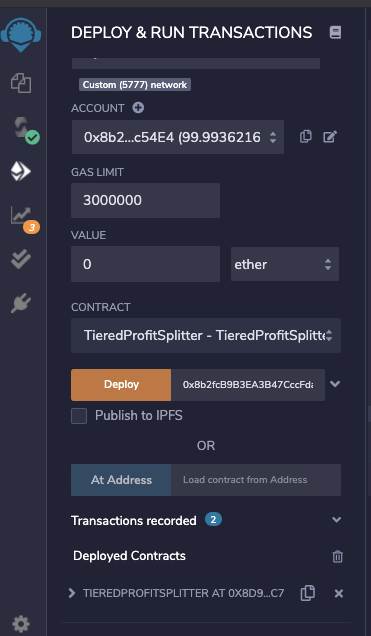 DEPLOY & RUN TRANSACTIONS
Custom (5777) network
ACCOUNT
0x8b2...c54E4 (99.9936216
GAS LIMIT
3000000
VALUE
0 ether
CONTRACT
TieredProfitSplitter - TieredProfitSplitte
Deploy 0x8b2fcB9B3EA3B47CccFda
Publish to IPFS
OR
At Address Load contract from Address
Transactions recorded 2
3
Deployed Contracts
TIEREDPROFITSPLITTER AT 0X8D9...C7